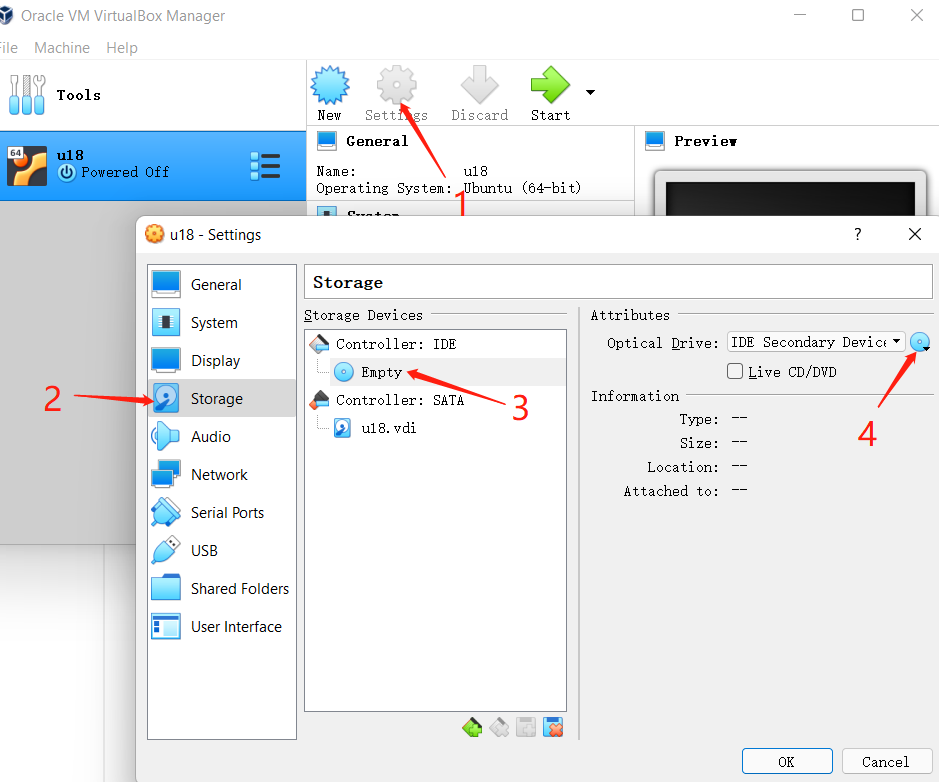 Oracle VM VirtualBox Manager
File Machine Help
Tools
New Settings Discard Start
64
u18
Powered Off
General
Name: u18
Operating System: Ubuntu (64-bit)
System
Preview
1
u18 - Settings
?
General
System
Display
Storage
Audio
Network
Serial Ports
USB
Shared Folders
User Interface
2
Storage
Storage Devices
Controller: IDE
Empty
Controller: SATA
u18.vdi
3
Attributes
Optical Drive: IDE Secondary Device
Live CD/DVD
Information
Type: --
Size: --
Location: --
Attached to: --
4
OK Cancel